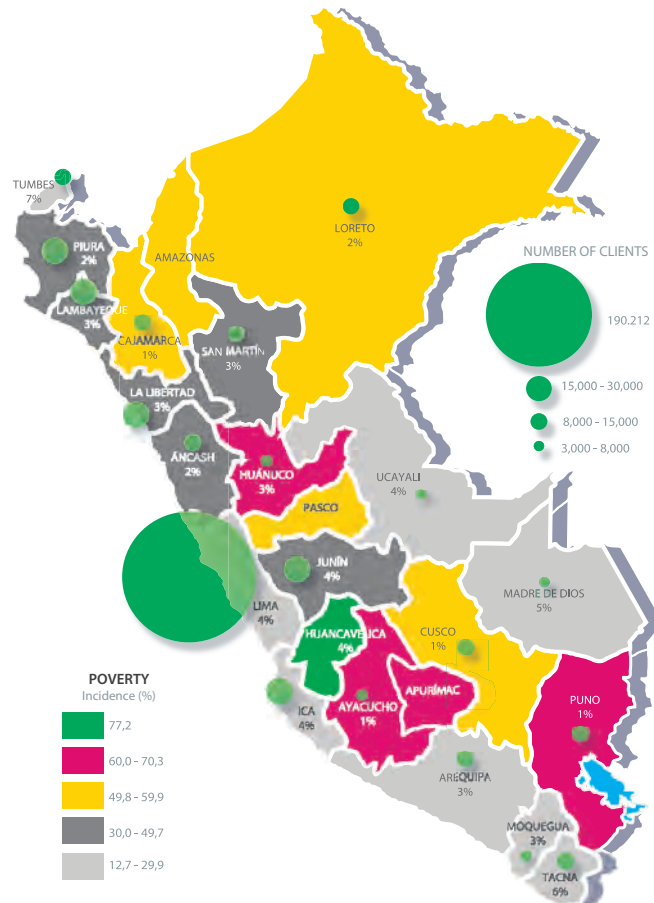 TUMBES
7%
PIURA
2%
LAMBAYEQUE
3%
CAJAMARCA
1%
AMAZONAS
LORETO
2%
SAN MARTÍN
3%
LA LIBERTAD
3%
ÁNCASH
2%
HUÁNUCO
3%
UCAYALI
4%
PASCO
JUNÍN
4%
LIMA
4%
HUANCAVELICA
4%
CUSCO
1%
MADRE DE DIOS
5%
ICA
4%
AYACUCHO
1%
APURÍMAC
PUNO
1%
AREQUIPA
3%
MOQUEGUA
3%
TACNA
6%
NUMBER OF CLIENTS
190.212
15,000 – 30,000
8,000 – 15,000
3,000 – 8,000
POVERTY
Incidence (%)
77,2
60,0 – 70,3
49,8 – 59,9
30,0 – 49,7
12,7 – 29,9